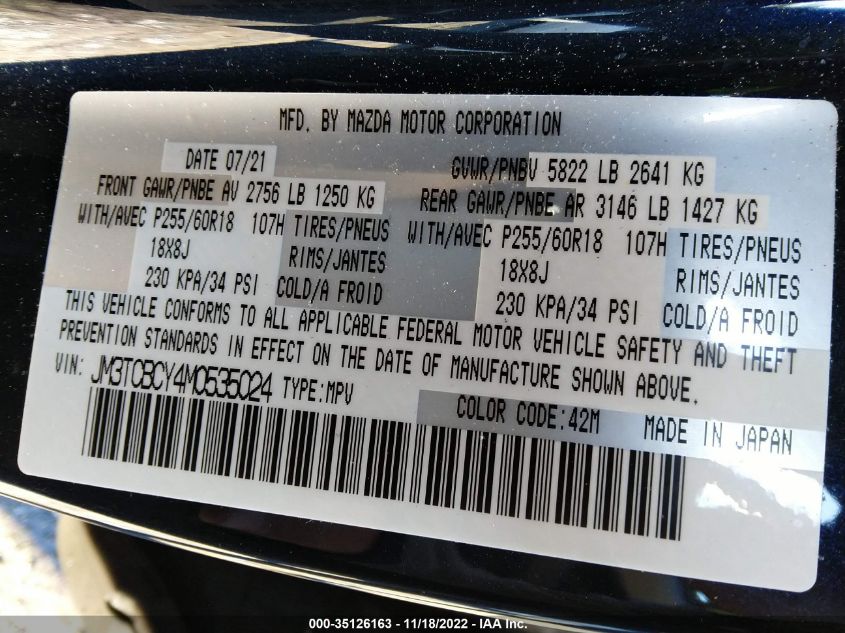 MFD. BY MAZDA MOTOR CORPORATION
DATE 07/21 GVWR/PNBV 5822 LB 2641 KG
FRONT GAWR/PNBE AV 2756 LB 1250 KG REAR GAWR/PNBE AR 3146 LB 1427 KG
WITH/AVEC P255/60R18 107H TIRES/PNEUS WITH/AVEC P255/60R18 107H TIRES/PNEUS
18X8J RIMS/JANTES 18X8J RIMS/JANTES
230 KPA/34 PSI COLD/A FROID 230 KPA/34 PSI COLD/A FROID
THIS VEHICLE CONFORMS TO ALL APPLICABLE FEDERAL MOTOR VEHICLE SAFETY AND THEFT
PREVENTION STANDARDS IN EFFECT ON THE DATE OF MANUFACTURE SHOWN ABOVE.
VIN: JM3TCBCY4M0535024 TYPE:MPV
COLOR CODE:42M MADE IN JAPAN
000-35126163 - 11/18/2022 - IAA Inc.